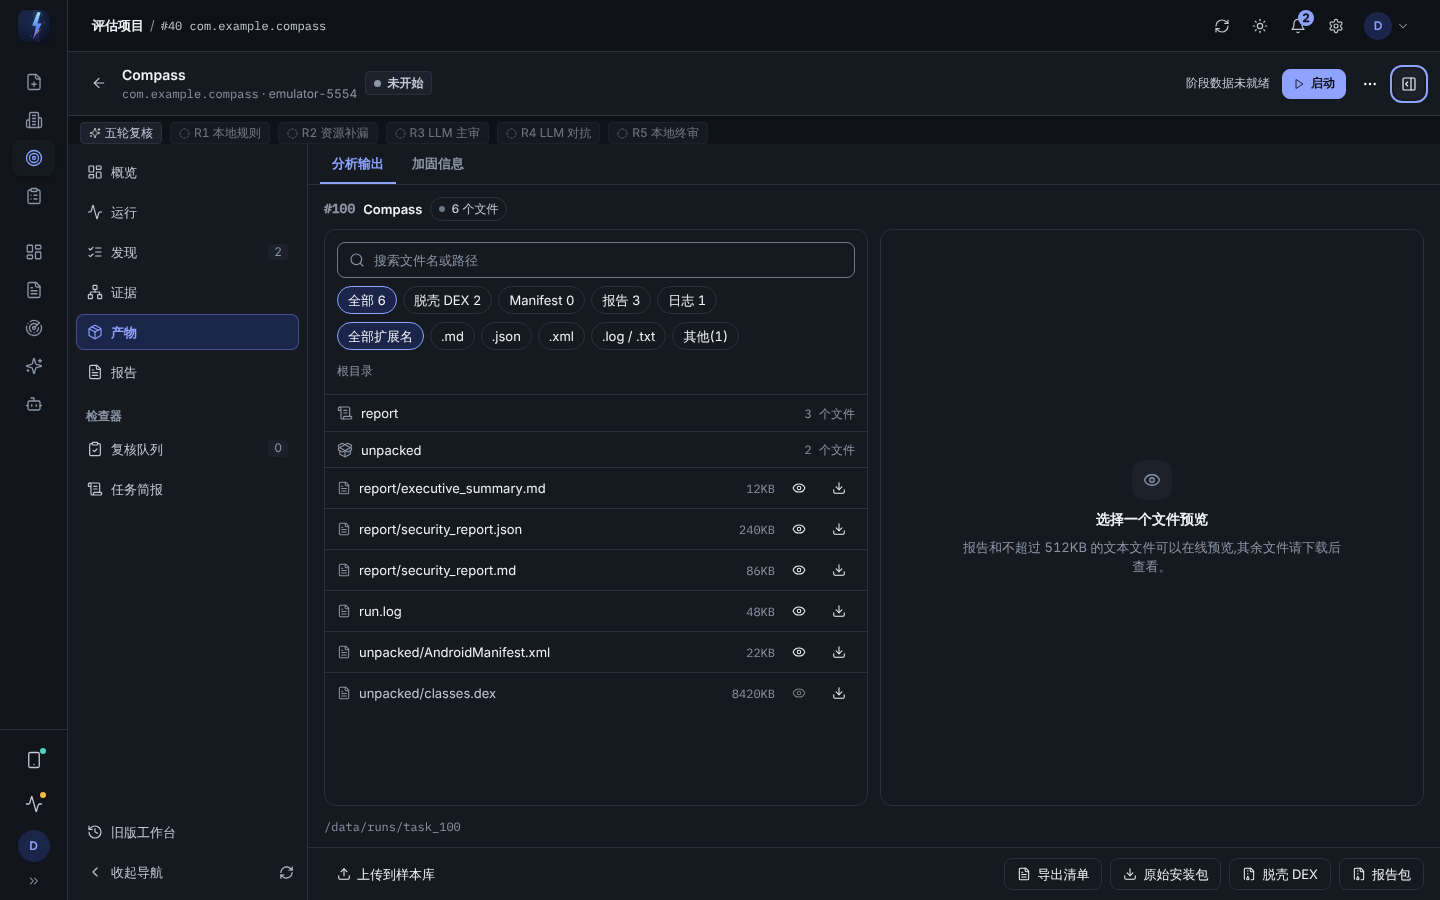 评估项目 / #40 com.example.compass
2
D
Compass
com.example.compass · emulator-5554
未开始
阶段数据未就绪
启动
五轮复核
R1 本地规则
R2 资源补漏
R3 LLM 主审
R4 LLM 对抗
R5 本地终审
概览
运行
发现 2
证据
产物
报告
检查器
复核队列 0
任务简报
旧版工作台
收起导航
D
分析输出
加固信息
#100 Compass 6 个文件
搜索文件名或路径
全部 6
脱壳 DEX 2
Manifest 0
报告 3
日志 1
全部扩展名
.md
.json
.xml
.log / .txt
其他(1)
根目录
report 3 个文件
unpacked 2 个文件
report/executive_summary.md 12KB
report/security_report.json 240KB
report/security_report.md 86KB
run.log 48KB
unpacked/AndroidManifest.xml 22KB
unpacked/classes.dex 8420KB
选择一个文件预览
报告和不超过 512KB 的文本文件可以在线预览,其余文件请下载后
查看。
/data/runs/task_100
上传到样本库
导出清单
原始安装包
脱壳 DEX
报告包